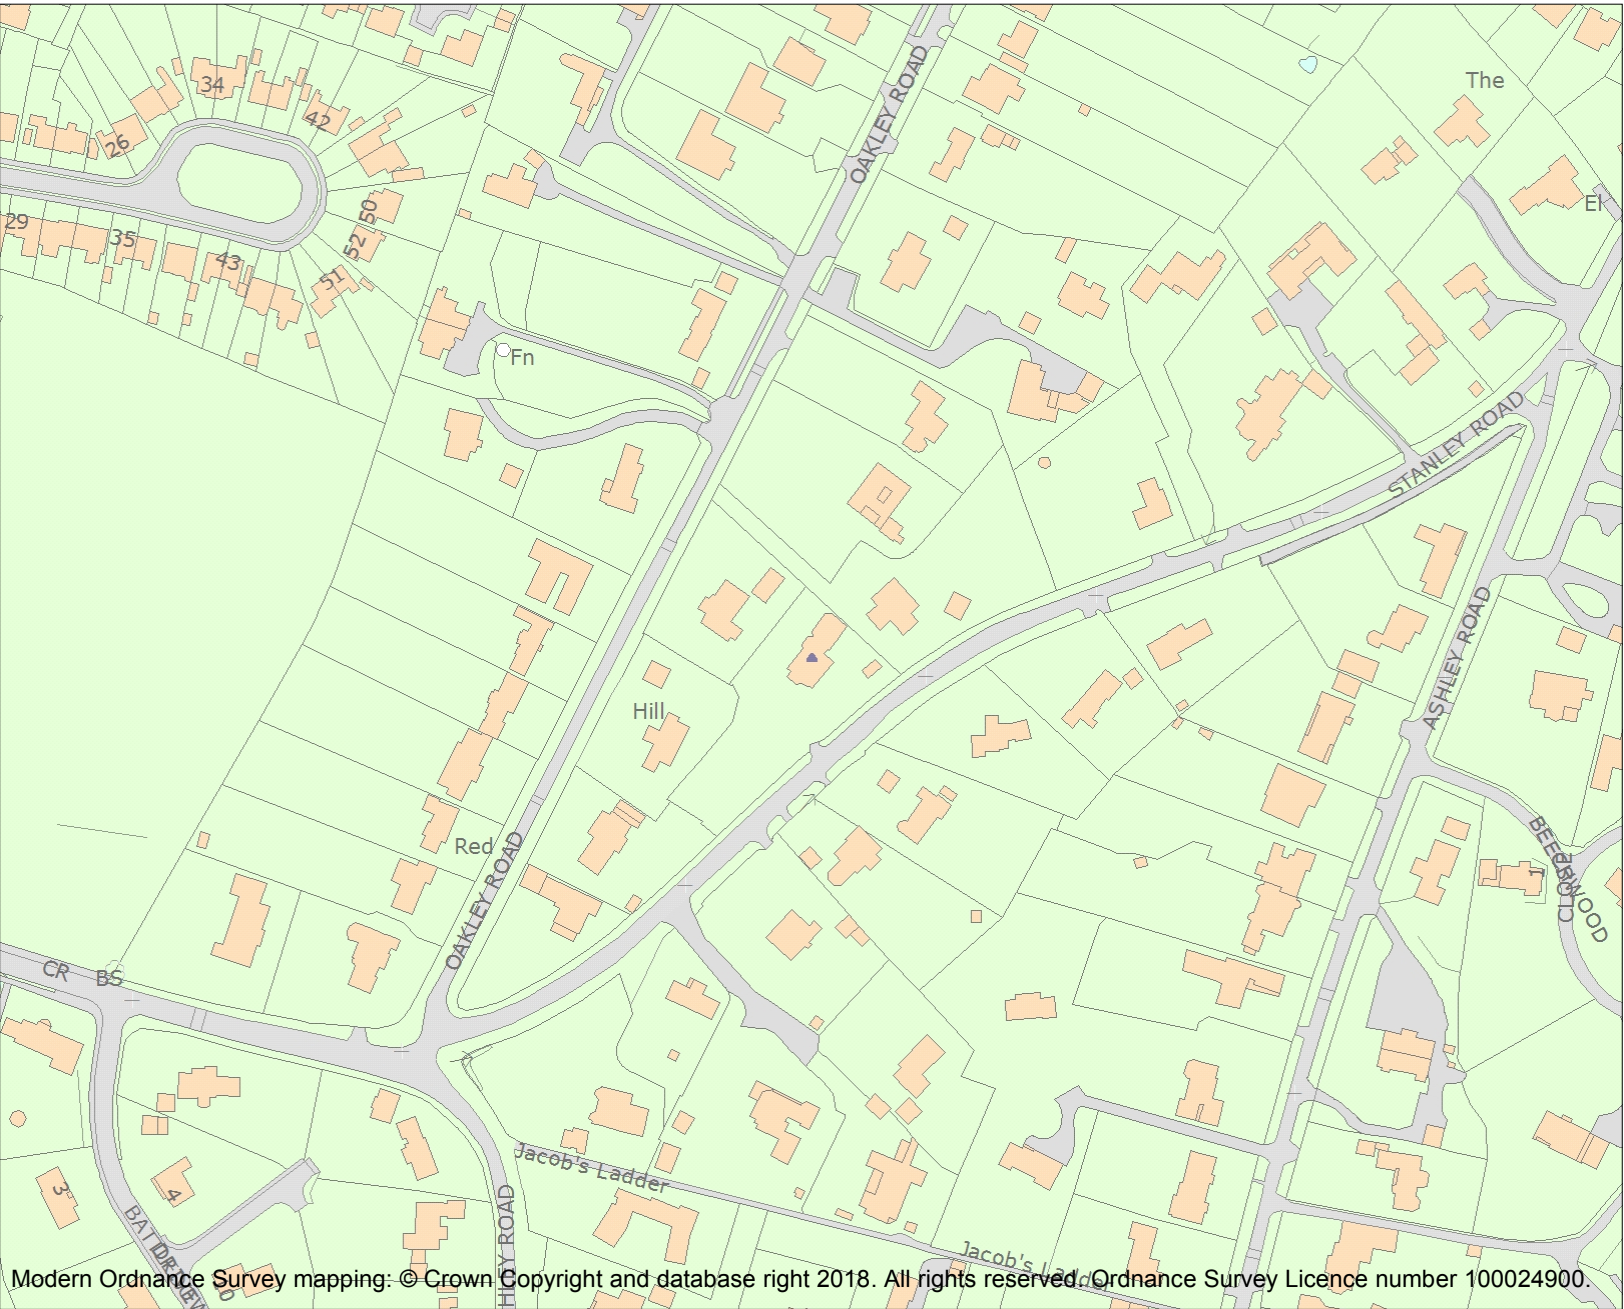 The
OAKLEY ROAD
34
42
26
El
50
29
35
52
43
51
Fn
STANLEY ROAD
ASHLEY ROAD
Hill
Red
OAKLEY ROAD
1
CLOSE
CR
BS
Jacob's Ladder
3
4
Jacob's Ladder
Modern Ordnance Survey mapping: © Crown Copyright and database right 2018. All rights reserved. Ordnance Survey Licence number 100024900.